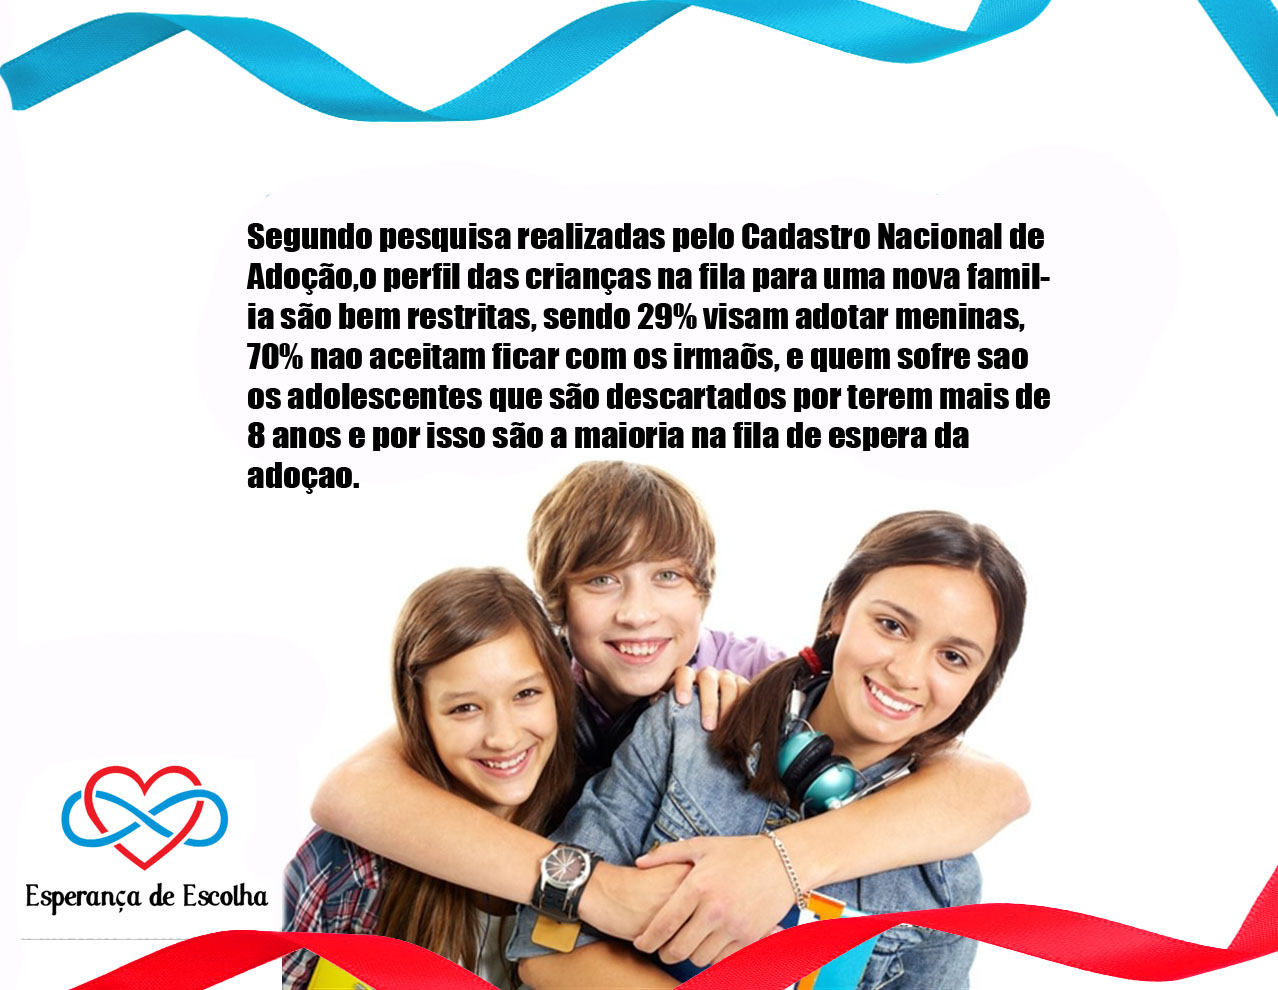 Segundo pesquisa realizadas pelo Cadastro Nacional de
Adoção,o perfil das crianças na fila para uma nova famil-
ia são bem restritas, sendo 29% visam adotar meninas,
70% nao aceitam ficar com os irmaõs, e quem sofre sao
os adolescentes que são descartados por terem mais de
8 anos e por isso são a maioria na fila de espera da
adoçao.
Esperança de Escolha